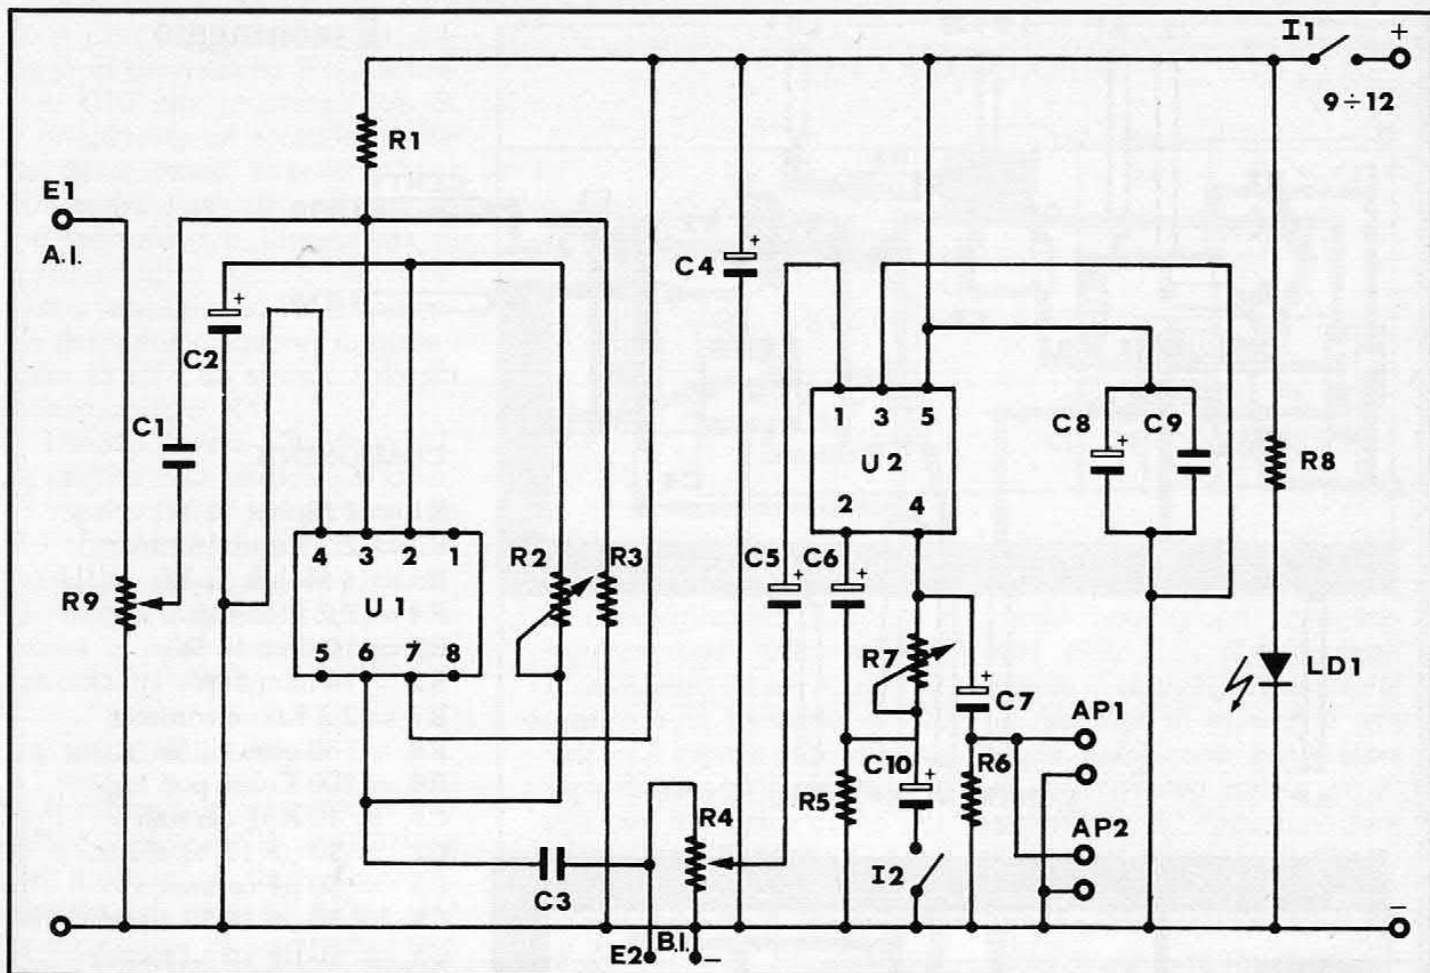 I1
+
9÷12
R1
E1
A.I.
+
C4
+
C2
C1
1 3 5
U2
2 4
C8
+
C9
R8
4 3 2 1
U1
5 6 7 8
R9
R2
R3
C5
+
C6
+
R7
+
C7
LD1
AP1
C10
+
R6
R5
R4
AP2
C3
I2
E2
B.I.
–
–